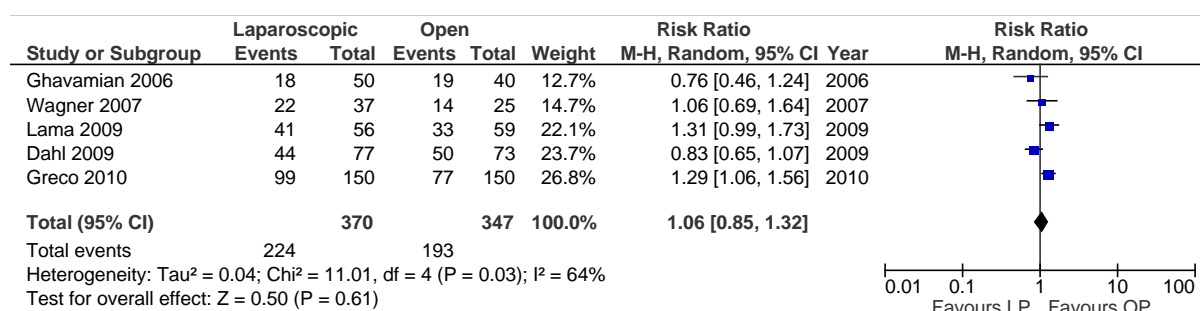 Laparoscopic Open Risk Ratio Risk Ratio
Study or Subgroup Events Total Events Total Weight M-H, Random, 95% CI Year M-H, Random, 95% CI
Ghavamian 2006 18 50 19 40 12.7% 0.76 [0.46, 1.24] 2006
Wagner 2007 22 37 14 25 14.7% 1.06 [0.69, 1.64] 2007
Lama 2009 41 56 33 59 22.1% 1.31 [0.99, 1.73] 2009
Dahl 2009 44 77 50 73 23.7% 0.83 [0.65, 1.07] 2009
Greco 2010 99 150 77 150 26.8% 1.29 [1.06, 1.56] 2010
Total (95% CI) 370 347 100.0% 1.06 [0.85, 1.32]
Total events 224 193
Heterogeneity: Tau² = 0.04; Chi² = 11.01, df = 4 (P = 0.03); I² = 64%
Test for overall effect: Z = 0.50 (P = 0.61)
0.01 0.1 1 10 100
Favours LP Favours OP